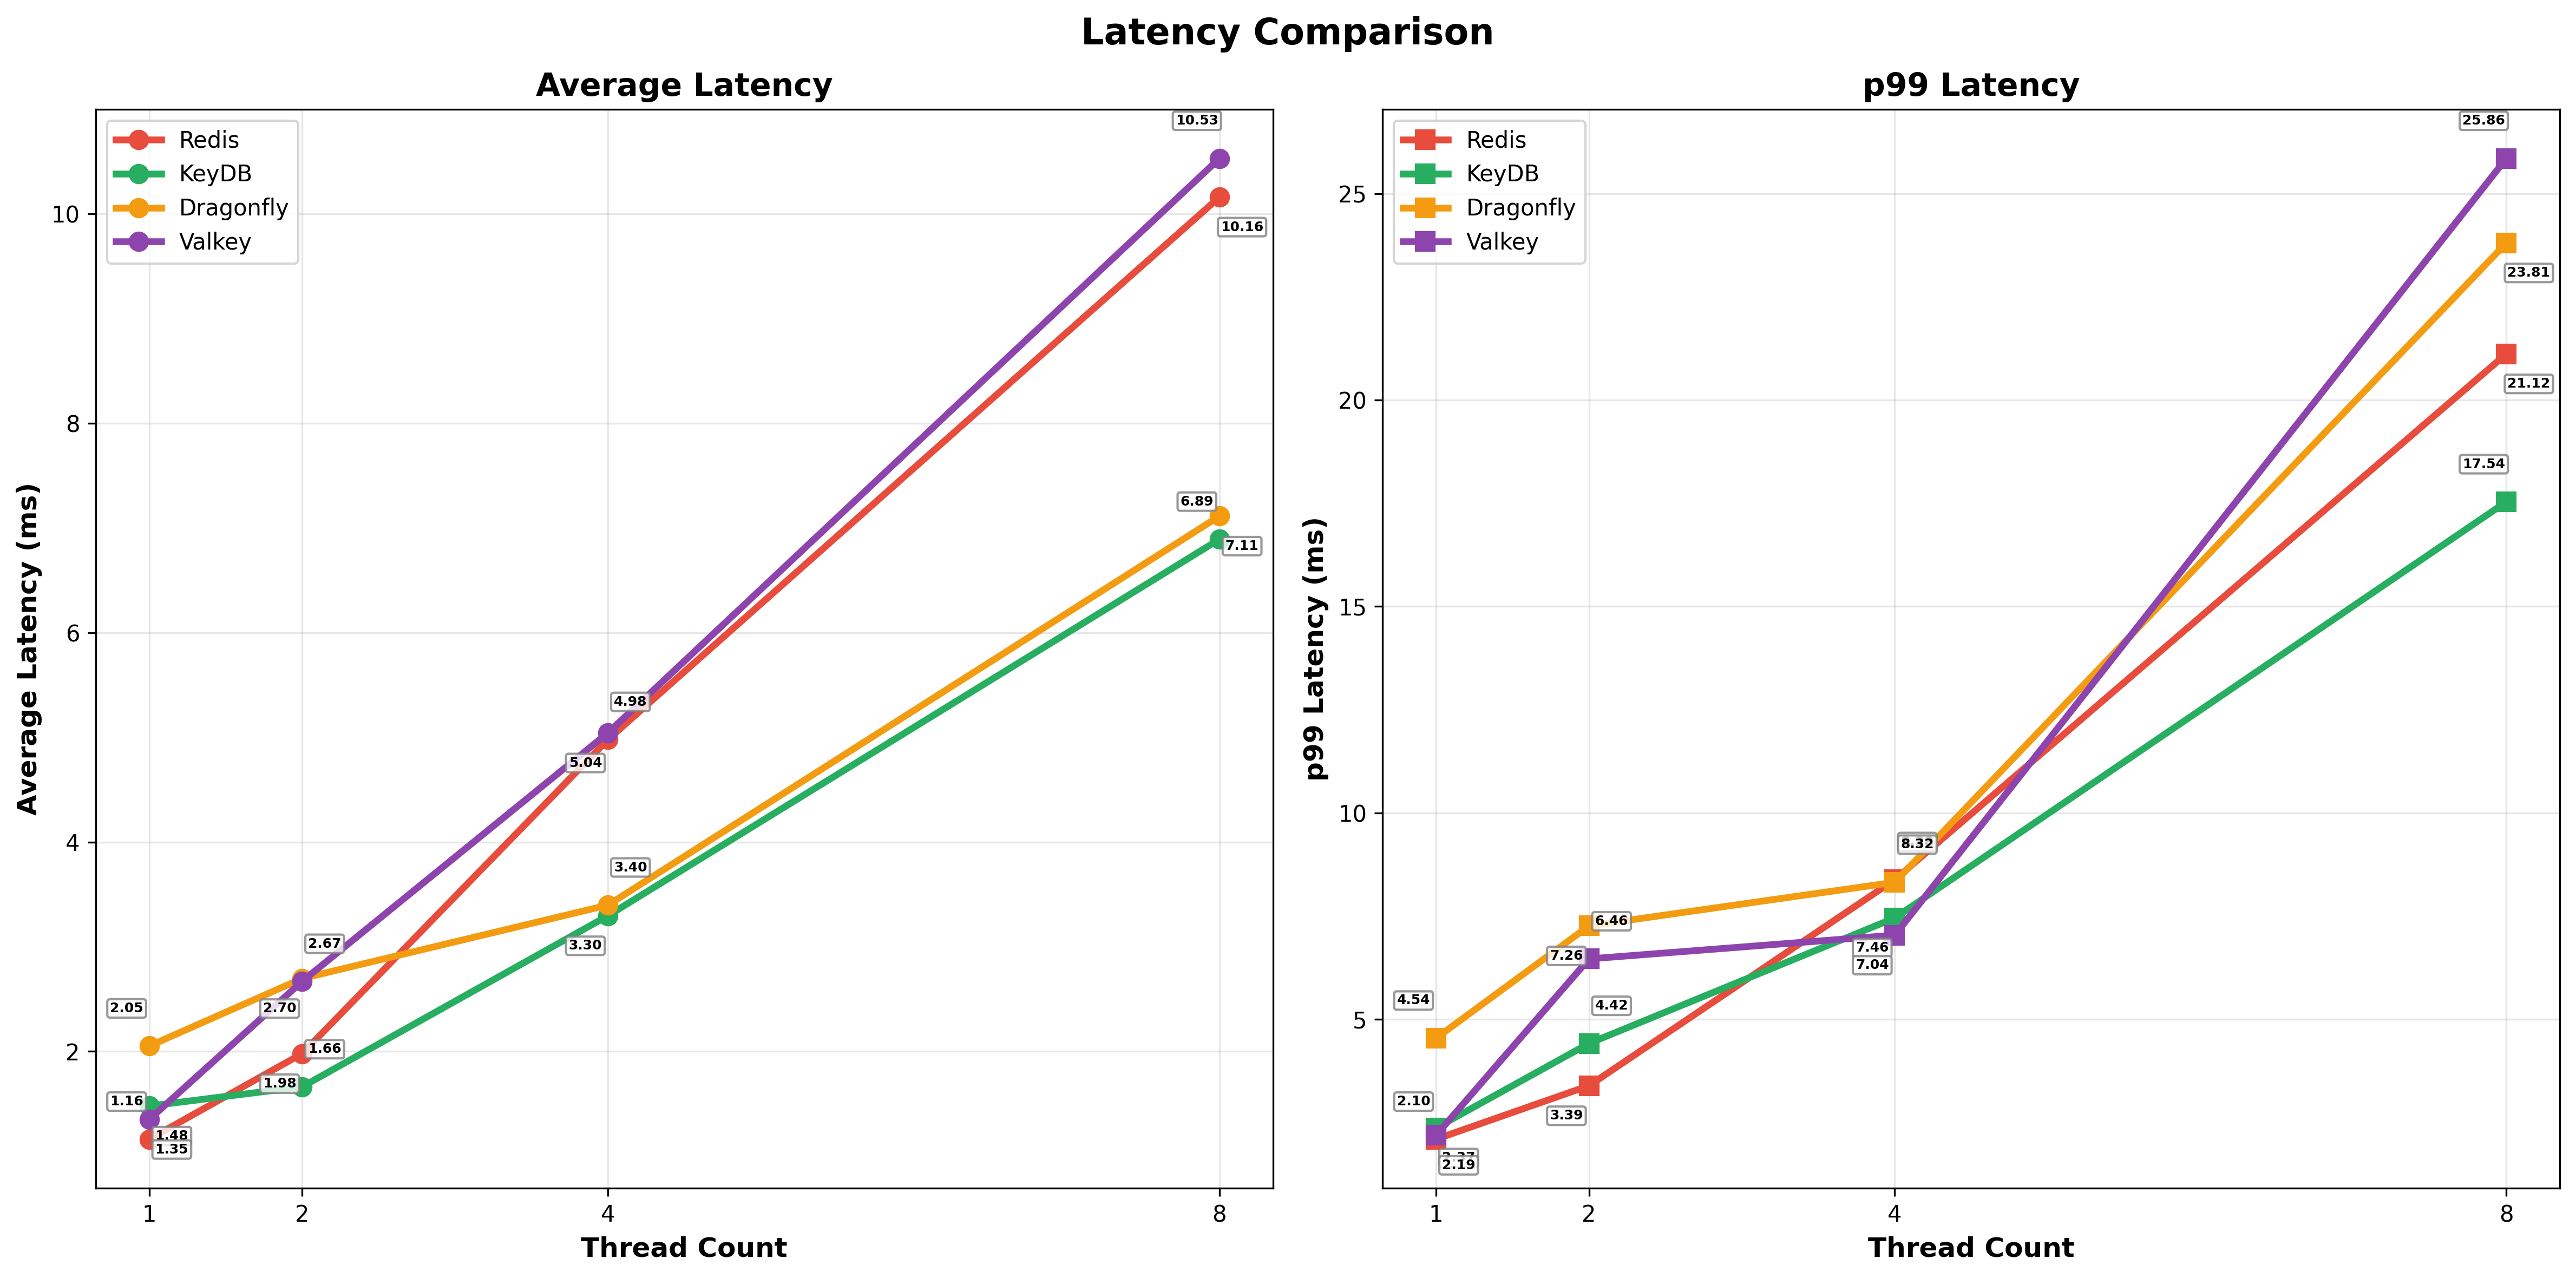 Latency Comparison
Average Latency
Redis
KeyDB
Dragonfly
Valkey
10.53
10.16
6.89
7.11
4.98
5.04
3.40
3.30
2.67
2.70
2.05
1.66
1.98
1.16
1.48
1.35
10
8
6
4
2
Average Latency (ms)
1 2 4 8
Thread Count
p99 Latency
Redis
KeyDB
Dragonfly
Valkey
25.86
23.81
21.12
17.54
8.32
6.46
7.26
7.46
7.04
4.54
4.42
2.10
3.39
2.19
25
20
15
10
5
p99 Latency (ms)
1 2 4 8
Thread Count